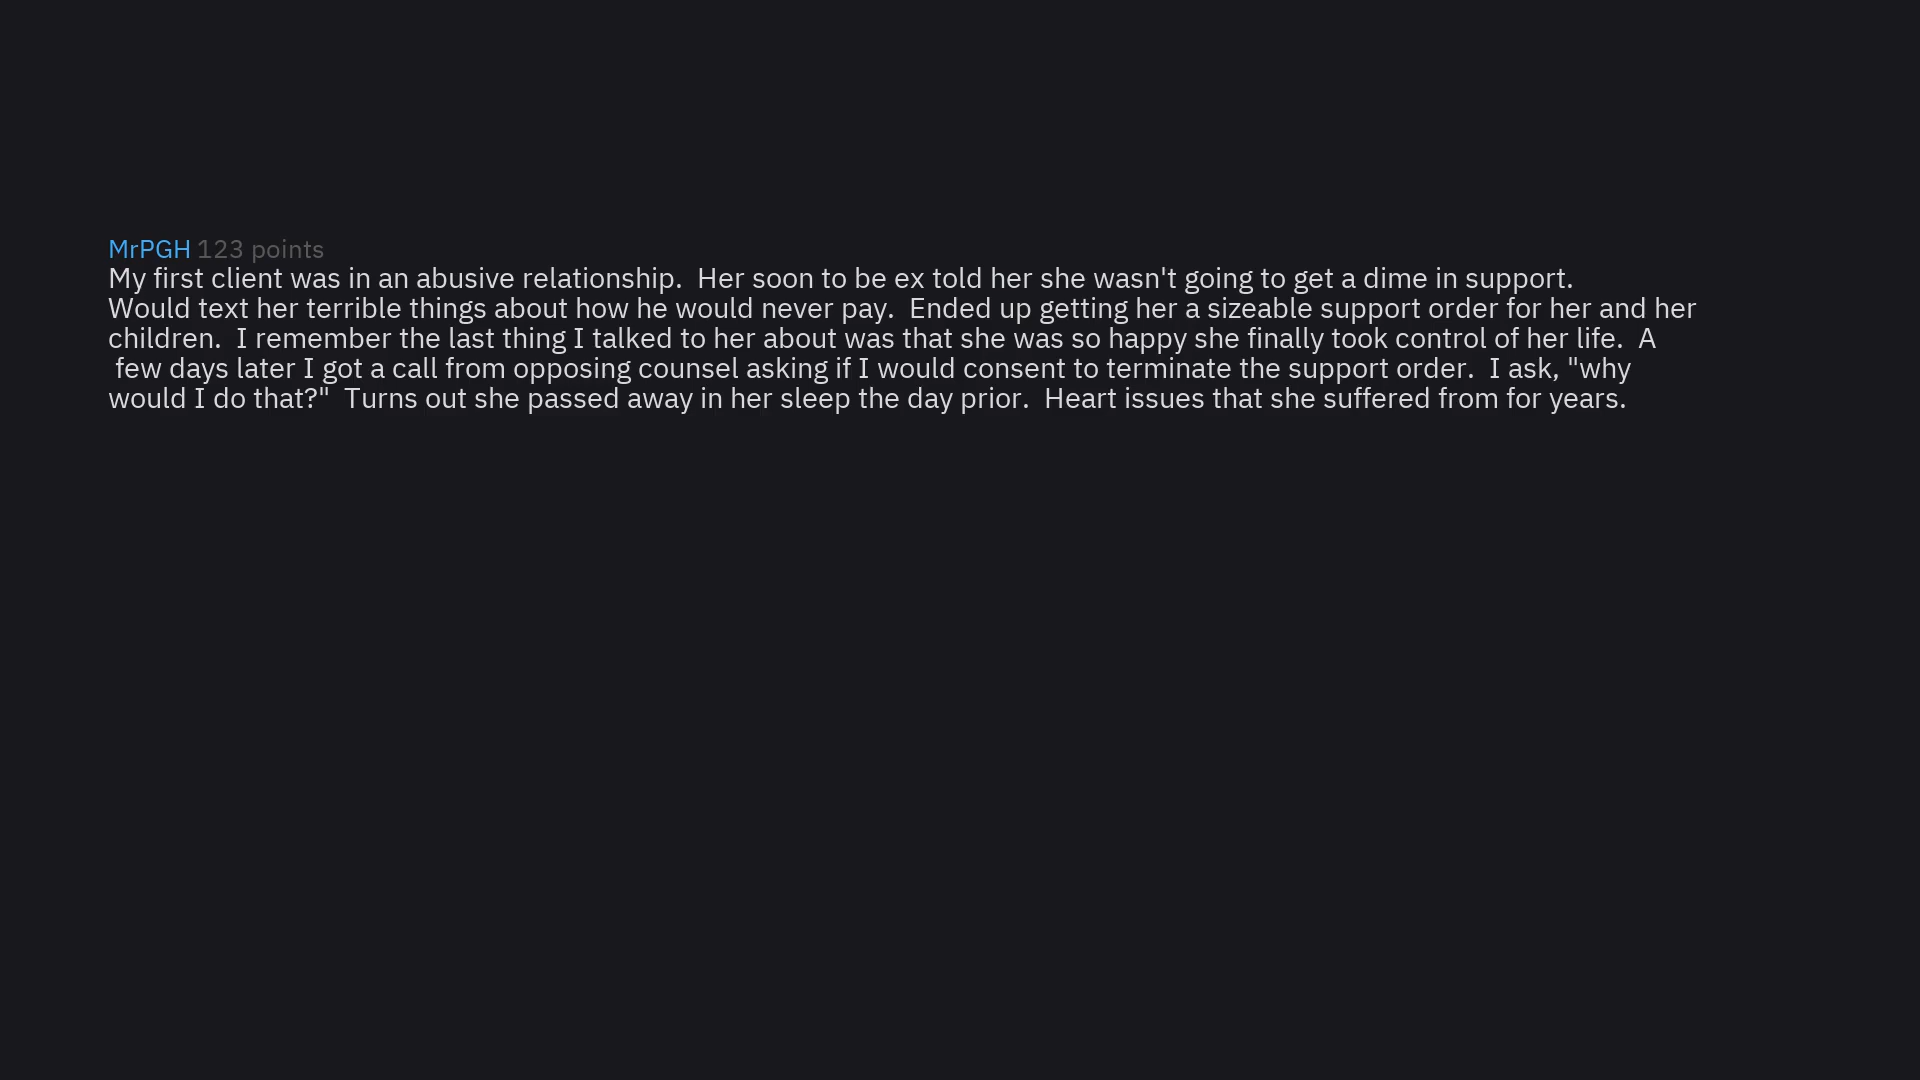 MrPGH 123 points
My first client was in an abusive relationship.  Her soon to be ex told her she wasn't going to get a dime in support.
Would text her terrible things about how he would never pay.  Ended up getting her a sizeable support order for her and her
children.  I remember the last thing I talked to her about was that she was so happy she finally took control of her life.  A
few days later I got a call from opposing counsel asking if I would consent to terminate the support order.  I ask, "why
would I do that?"  Turns out she passed away in her sleep the day prior.  Heart issues that she suffered from for years.